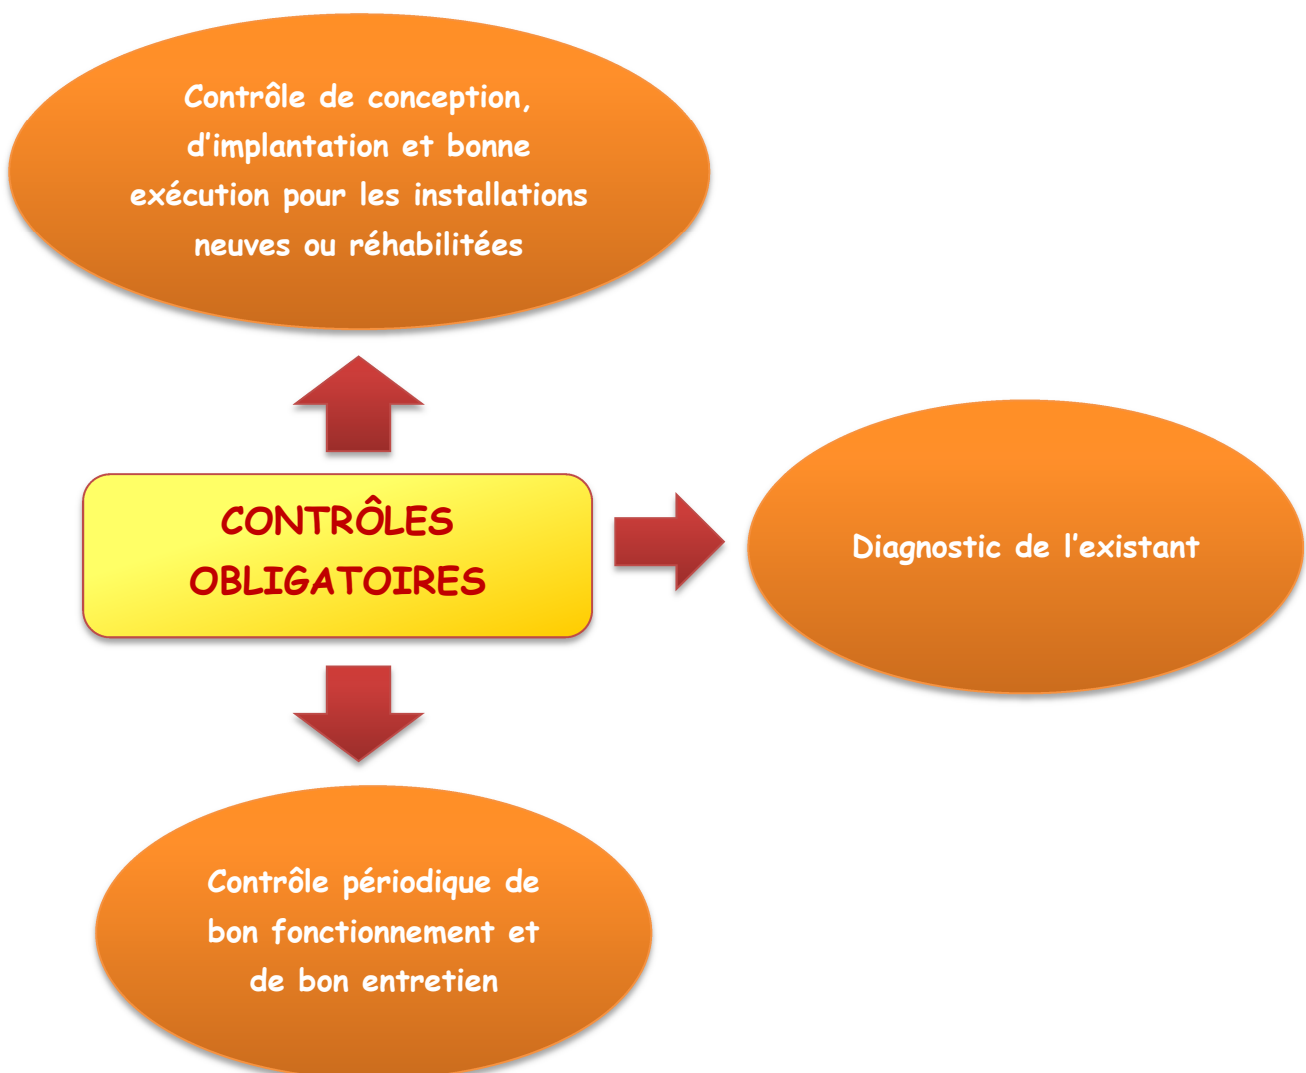 Contrôle de conception,
d'implantation et bonne
exécution pour les installations
neuves ou réhabilitées
CONTRÔLES
OBLIGATOIRES
Diagnostic de l'existant
Contrôle périodique de
bon fonctionnement et
de bon entretien